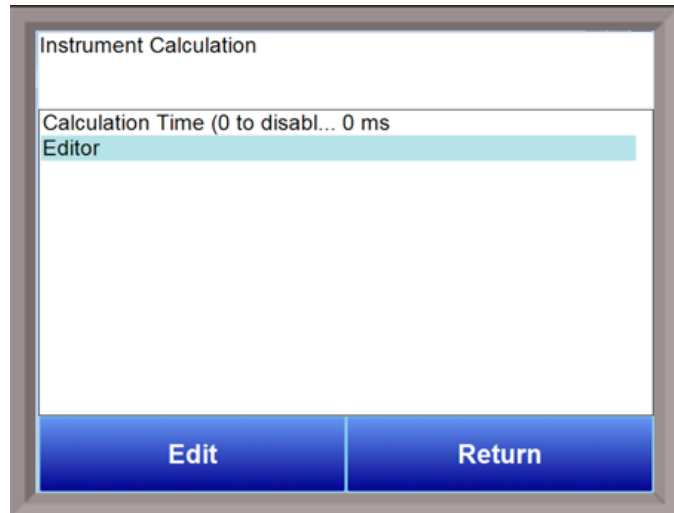 Instrument Calculation
Calculation Time (0 to disabl... 0 ms
Editor
Edit
Return